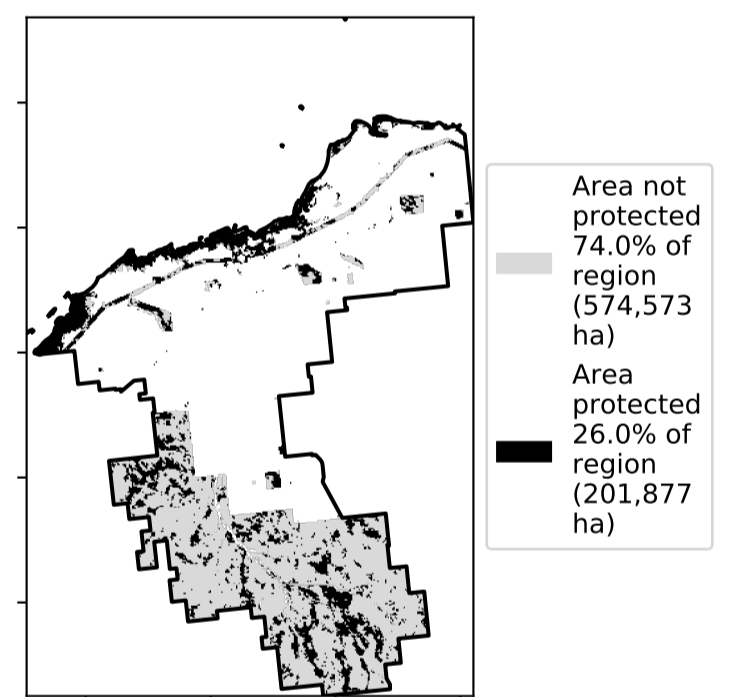 Area not
protected
74.0% of
region
(574,573
ha)
Area
protected
26.0% of
region
(201,877
ha)